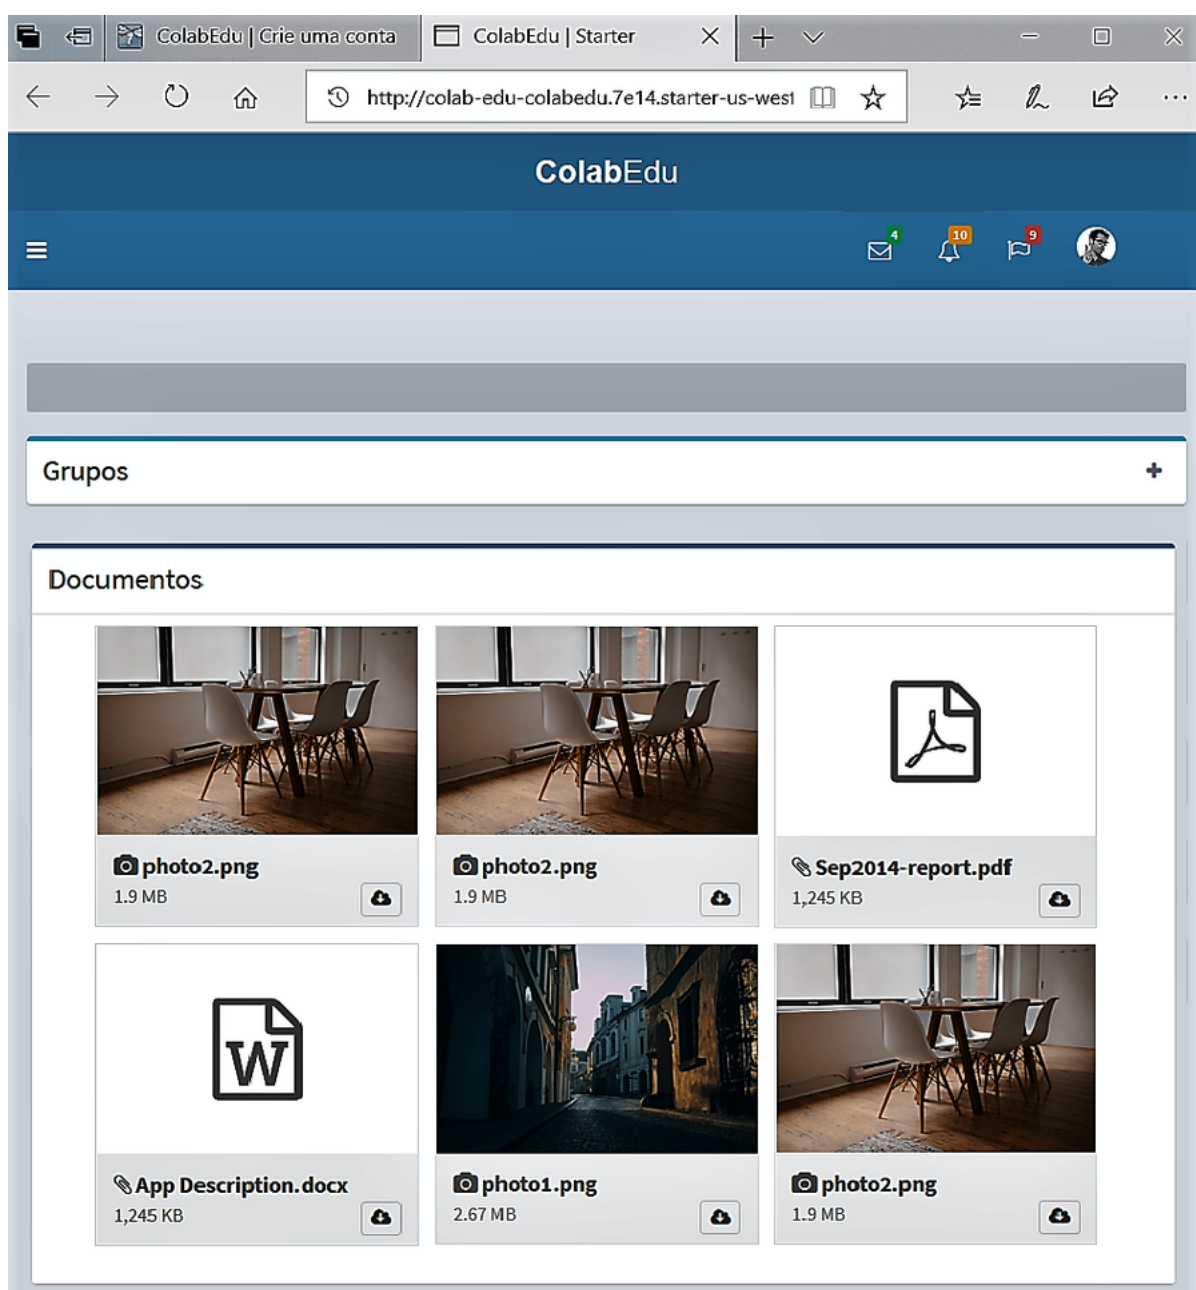 ColabEdu | Crie uma conta
ColabEdu | Starter
http://colab-edu-colabedu.7e14.starter-us-west
ColabEdu
4
10
9
Grupos
Documentos
photo2.png
1.9 MB
photo2.png
1.9 MB
Sep2014-report.pdf
1,245 KB
App Description.docx
1,245 KB
photo1.png
2.67 MB
photo2.png
1.9 MB